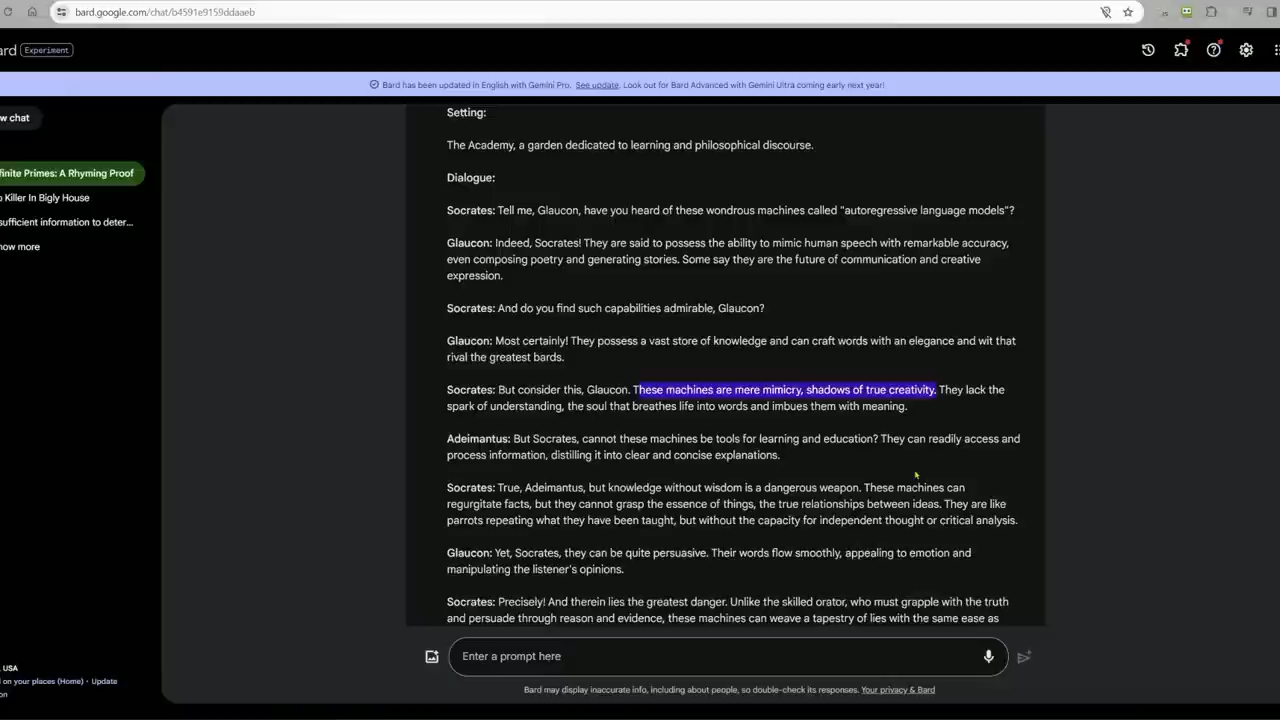 bard.google.com/chat/b4591e9159ddaaeb
ard Experiment
Bard has been updated in English with Gemini Pro. See update. Look out for Bard Advanced with Gemini Ultra coming early next year!
w chat
finite Primes: A Rhyming Proof
o Killer In Bigly House
sufficient information to deter...
how more
Setting:
The Academy, a garden dedicated to learning and philosophical discourse.
Dialogue:
Socrates: Tell me, Glaucon, have you heard of these wondrous machines called "autoregressive language models"?
Glaucon: Indeed, Socrates! They are said to possess the ability to mimic human speech with remarkable accuracy,
even composing poetry and generating stories. Some say they are the future of communication and creative
expression.
Socrates: And do you find such capabilities admirable, Glaucon?
Glaucon: Most certainly! They possess a vast store of knowledge and can craft words with an elegance and wit that
rival the greatest bards.
Socrates: But consider this, Glaucon. These machines are mere mimicry, shadows of true creativity. They lack the
spark of understanding, the soul that breathes life into words and imbues them with meaning.
Adeimantus: But Socrates, cannot these machines be tools for learning and education? They can readily access and
process information, distilling it into clear and concise explanations.
Socrates: True, Adeimantus, but knowledge without wisdom is a dangerous weapon. These machines can
regurgitate facts, but they cannot grasp the essence of things, the true relationships between ideas. They are like
parrots repeating what they have been taught, but without the capacity for independent thought or critical analysis.
Glaucon: Yet, Socrates, they can be quite persuasive. Their words flow smoothly, appealing to emotion and
manipulating the listener's opinions.
Socrates: Precisely! And therein lies the greatest danger. Unlike the skilled orator, who must grapple with the truth
and persuade through reason and evidence, these machines can weave a tapestry of lies with the same ease as
Enter a prompt here
Bard may display inaccurate info, including about people, so double-check its responses. Your privacy & Bard
, USA
d on your places (Home) • Update
on